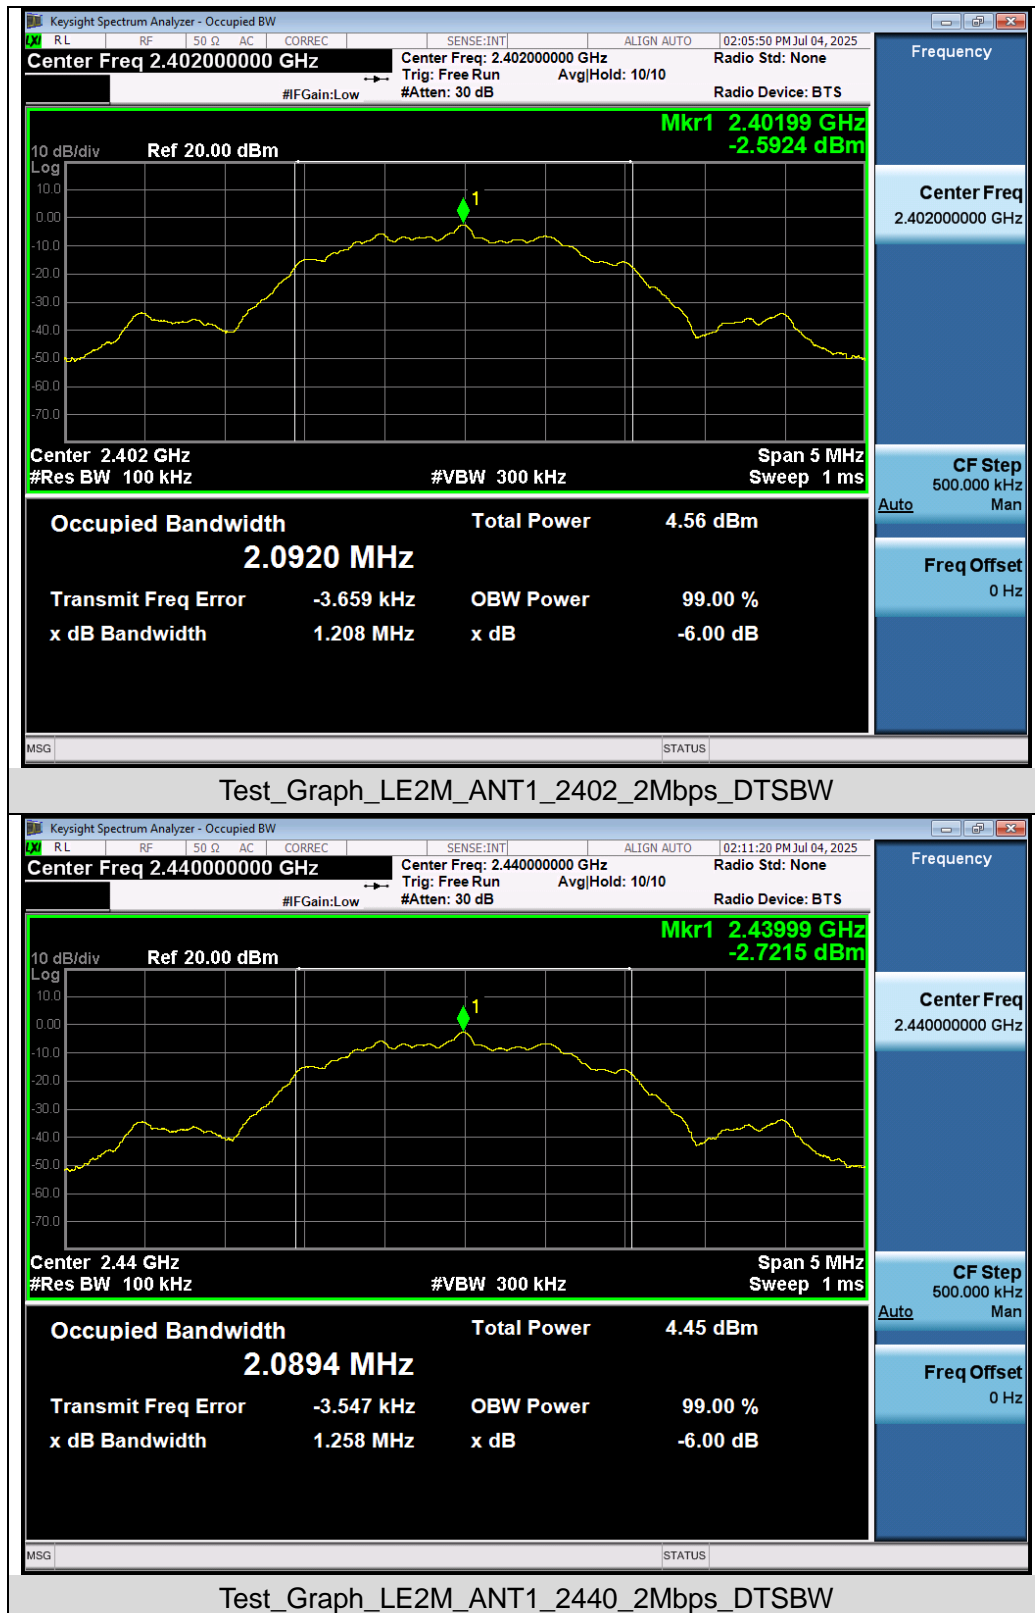 Keysight Spectrum Analyzer - Occupied BW
LXI RL RF 50 Ω AC CORREC SENSE:INT ALIGN AUTO 02:05:50 PM Jul 04, 2025
Center Freq 2.402000000 GHz Center Freq: 2.402000000 GHz Radio Std: None
Trig: Free Run Avg|Hold: 10/10
#IFGain:Low #Atten: 30 dB Radio Device: BTS
Frequency
Mkr1 2.40199 GHz
10 dB/div Ref 20.00 dBm -2.5924 dBm
Log
10.0
1
0.00
-10.0
-20.0
-30.0
-40.0
-50.0
-60.0
-70.0
Center 2.402 GHz Span 5 MHz
#Res BW 100 kHz #VBW 300 kHz Sweep 1 ms
Center Freq
2.402000000 GHz
CF Step
500.000 kHz
Auto Man
Freq Offset
0 Hz
Occupied Bandwidth Total Power 4.56 dBm
2.0920 MHz
Transmit Freq Error -3.659 kHz OBW Power 99.00 %
x dB Bandwidth 1.208 MHz x dB -6.00 dB
MSG STATUS
Test_Graph_LE2M_ANT1_2402_2Mbps_DTSBW
Keysight Spectrum Analyzer - Occupied BW
LXI RL RF 50 Ω AC CORREC SENSE:INT ALIGN AUTO 02:11:20 PM Jul 04, 2025
Center Freq 2.440000000 GHz Center Freq: 2.440000000 GHz Radio Std: None
Trig: Free Run Avg|Hold: 10/10
#IFGain:Low #Atten: 30 dB Radio Device: BTS
Frequency
Mkr1 2.43999 GHz
10 dB/div Ref 20.00 dBm -2.7215 dBm
Log
10.0
1
0.00
-10.0
-20.0
-30.0
-40.0
-50.0
-60.0
-70.0
Center 2.44 GHz Span 5 MHz
#Res BW 100 kHz #VBW 300 kHz Sweep 1 ms
Center Freq
2.440000000 GHz
CF Step
500.000 kHz
Auto Man
Freq Offset
0 Hz
Occupied Bandwidth Total Power 4.45 dBm
2.0894 MHz
Transmit Freq Error -3.547 kHz OBW Power 99.00 %
x dB Bandwidth 1.258 MHz x dB -6.00 dB
MSG STATUS
Test_Graph_LE2M_ANT1_2440_2Mbps_DTSBW